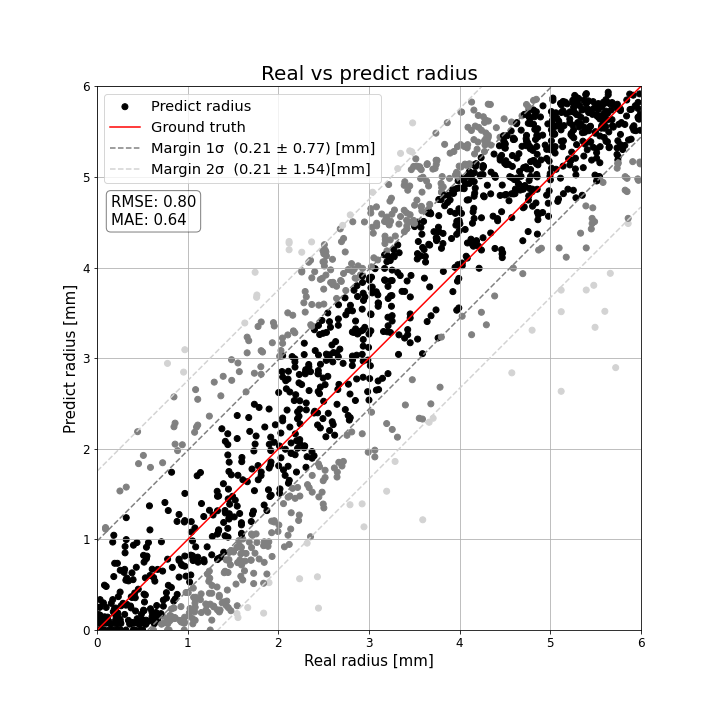 Real vs predict radius
Predict radius
Ground truth
Margin 1σ  (0.21 ± 0.77) [mm]
Margin 2σ  (0.21 ± 1.54)[mm]
RMSE: 0.80
MAE: 0.64
Predict radius [mm]
6
5
4
3
2
1
0
0 1 2 3 4 5 6
Real radius [mm]